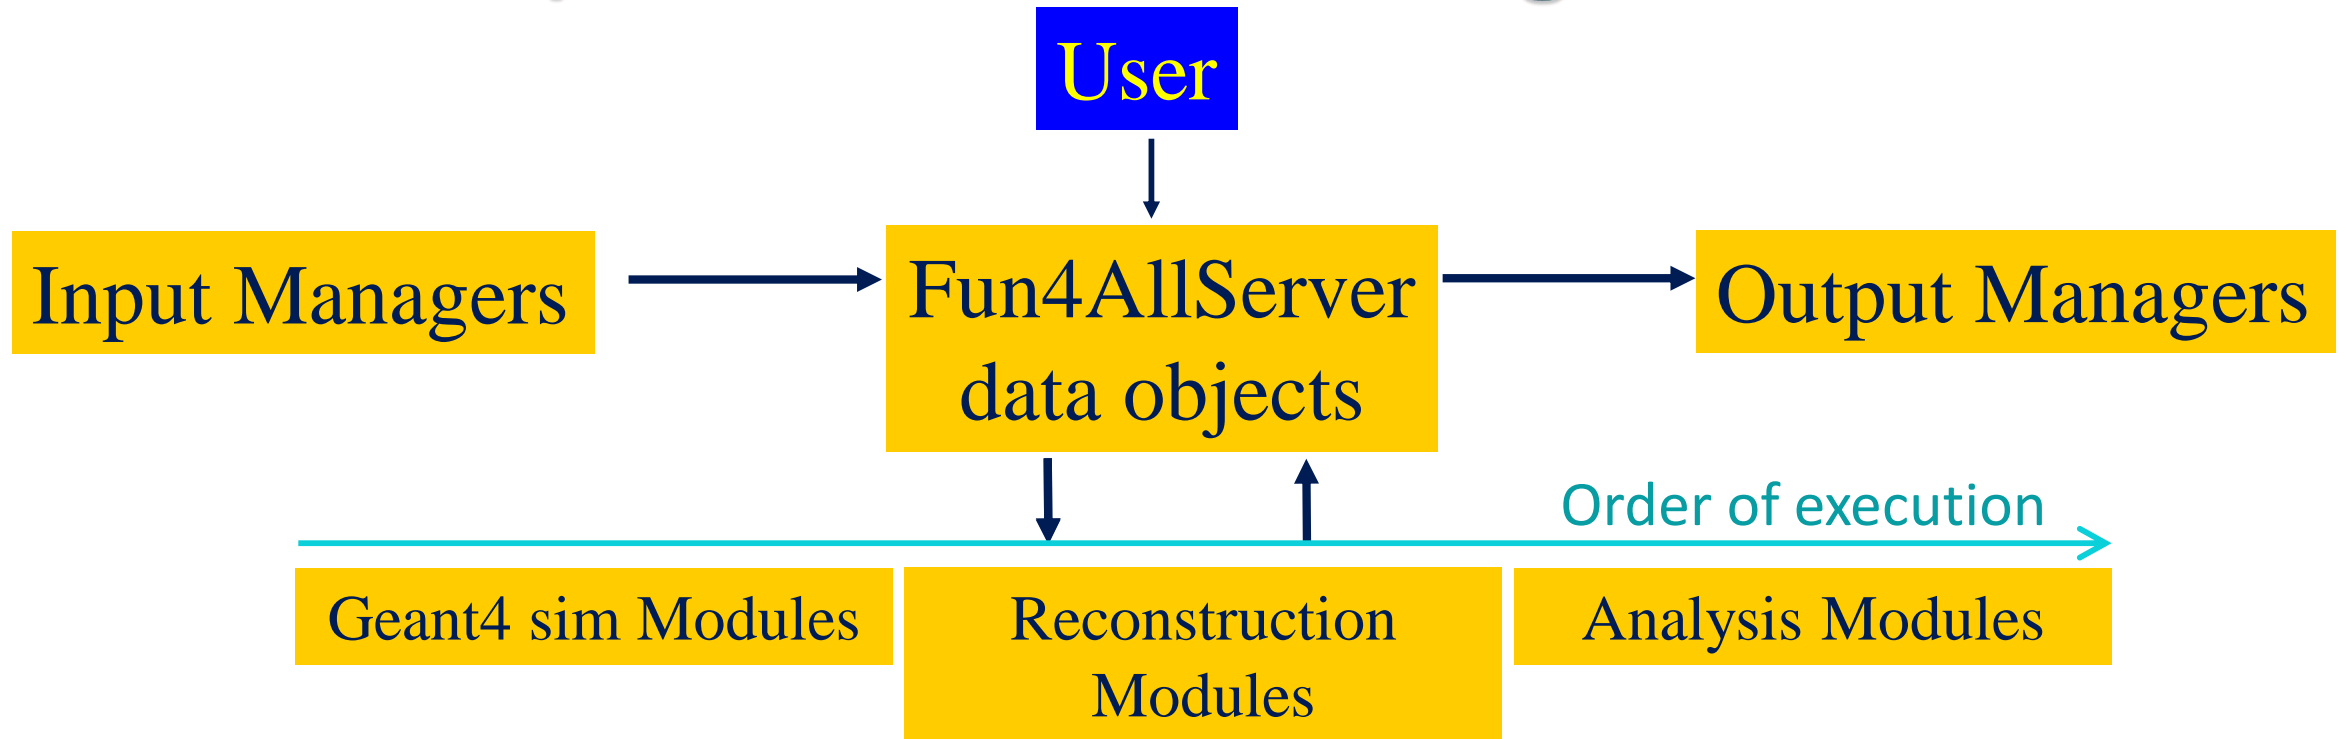 User
Input Managers
Fun4AllServer
data objects
Output Managers
Order of execution
Geant4 sim Modules
Reconstruction
Modules
Analysis Modules